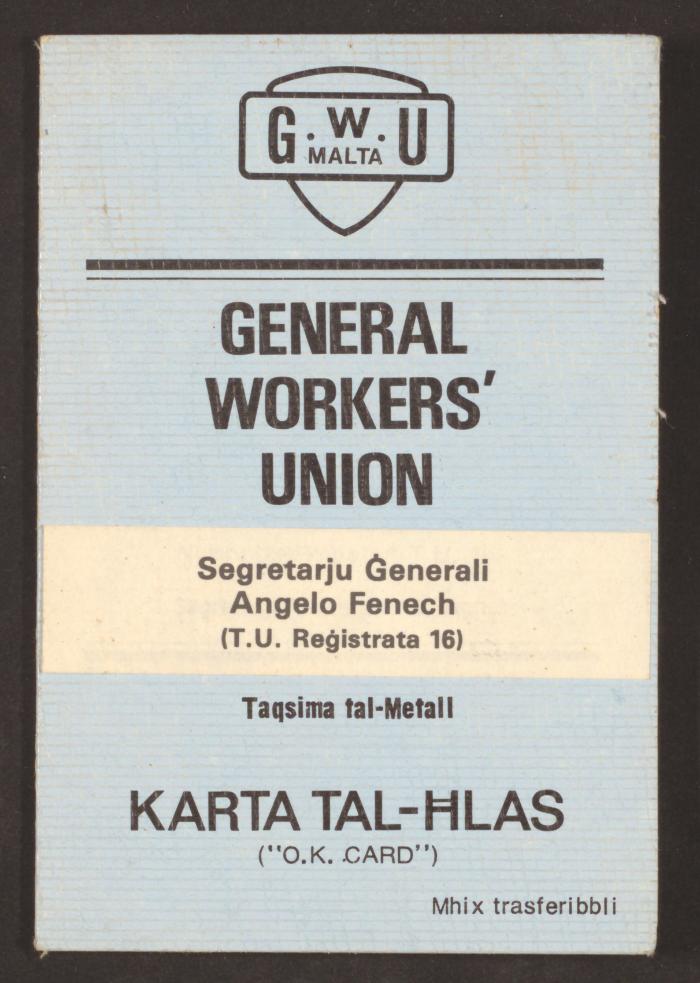 G.W.U
MALTA
GENERAL
WORKERS'
UNION
Segretarju Ġenerali
Angelo Fenech
(T.U. Reġistrata 16)
Taqsima tal-Metall
KARTA TAL-ĦLAS
("O.K. CARD")
Mhix trasferibbli